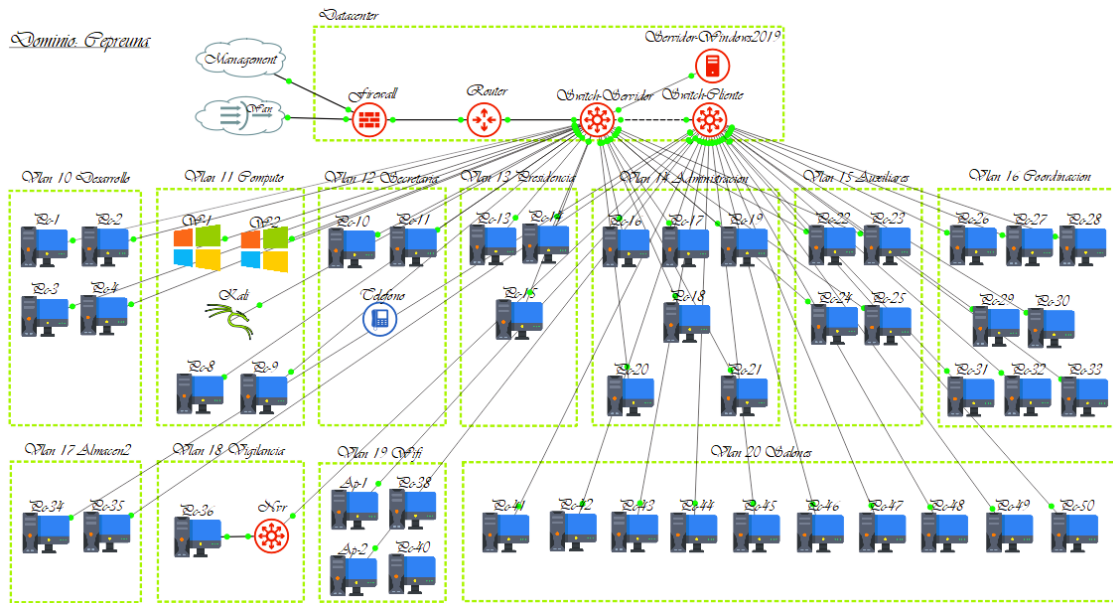 Datacenter
Dominio. Cepreuna
Servidor-Windows2019
Management
Firewall
Router
Switch-Servidor
Switch-Cliente
Wan
Vlan 10 Desarrollo
Vlan 11 Computo
Vlan 12 Secretaria
Vlan 13 Presidencia
Vlan 14 Administracion
Vlan 15 Auxiliares
Vlan 16 Coordinacion
Pc-1
Pc-2
Pc-10
Pc-11
Pc-13
Pc-14
Pc-16
Pc-17
Pc-19
Pc-22
Pc-23
Pc-26
Pc-27
Pc-28
Pc-3
Pc-4
Kali
Telefono
Pc-15
Pc-18
Pc-24
Pc-25
Pc-29
Pc-30
Pc-8
Pc-9
Pc-20
Pc-21
Pc-31
Pc-32
Pc-33
Vlan 17 Almacen2
Vlan 18 Vigilancia
Vlan 19 Wifi
Vlan 20 Salones
Pc-34
Pc-35
Pc-36
Nvr
Ap-1
Pc-38
Ap-2
Pc-40
Pc-41
Pc-42
Pc-43
Pc-44
Pc-45
Pc-46
Pc-47
Pc-48
Pc-49
Pc-50